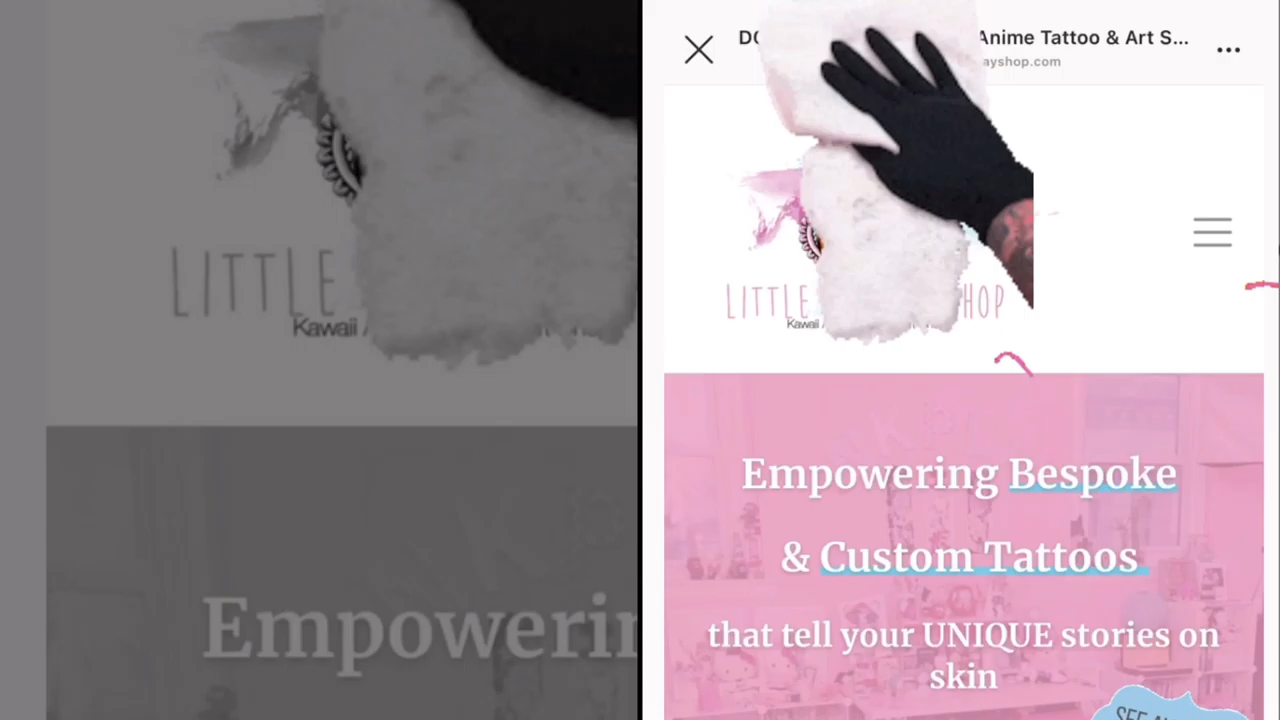 LITTLE
Kawaii
Empowerin
Anime Tattoo & Art S...
ayshop.com
LITTLE HOP
Kawaii
Empowering Bespoke
& Custom Tattoos
that tell your UNIQUE stories on
skin